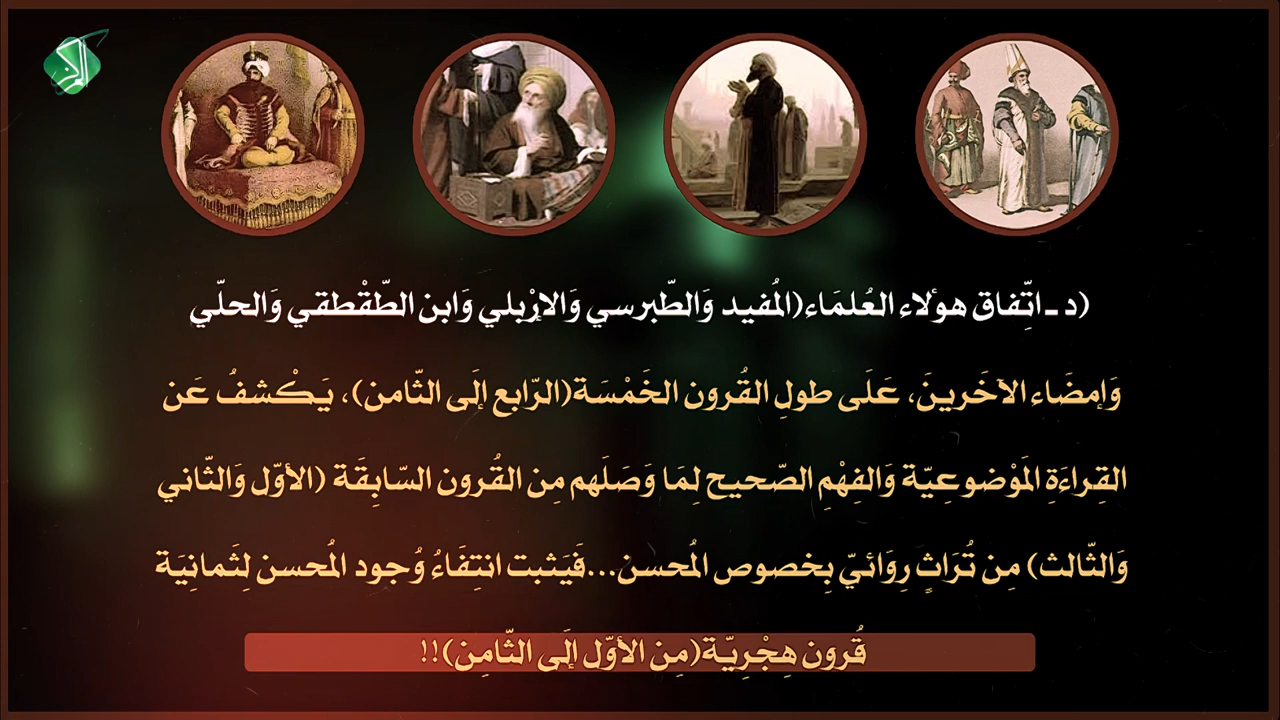 (د ـ اتِّفاق هؤلاء العُلمَاء(المُفيد وَالطّبرسي وَالإرْبلي وَابن الطّقْطقي وَالحلّي
وَإمضَاء الآخَرينَ، عَلَى طولِ القُرون الخَمْسَة(الرّابع إلَى الثّامن)، يَكْشفُ عَن
القِراءَةِ المَوْضوعِيّة وَالفِهْمِ الصّحيح لِمَا وَصَلَهم مِن القُرون السّابِقَة (الأوّل وَالثّاني
وَالثّالث) مِن تُرَاثٍ رِوَائيّ بِخصوص المُحسن...فَيَثبت انتِفَاءُ وُجود المُحسن لِثَمانِيَة
قُرون هِجْرِيّة(مِن الأوّل إلَى الثّامِن)!!